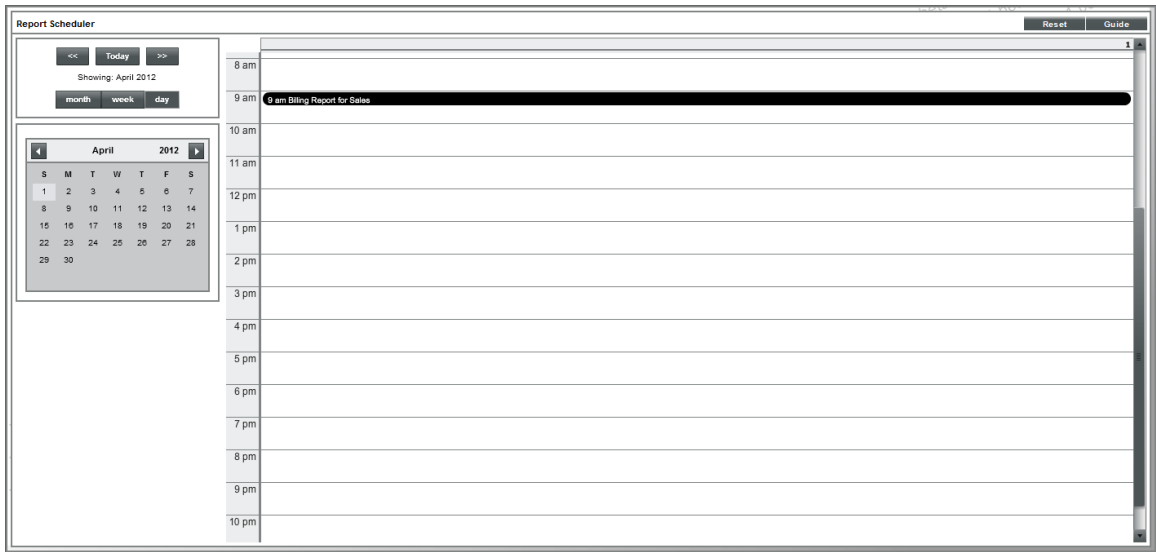 Report Scheduler
Reset Guide
<< Today >>
Showing: April 2012
month week day
April 2012
S M T W T F S
1 2 3 4 5 6 7
8 9 10 11 12 13 14
15 16 17 18 19 20 21
22 23 24 25 26 27 28
29 30
1
8 am
9 am 9 am Billing Report for Sales
10 am
11 am
12 pm
1 pm
2 pm
3 pm
4 pm
5 pm
6 pm
7 pm
8 pm
9 pm
10 pm